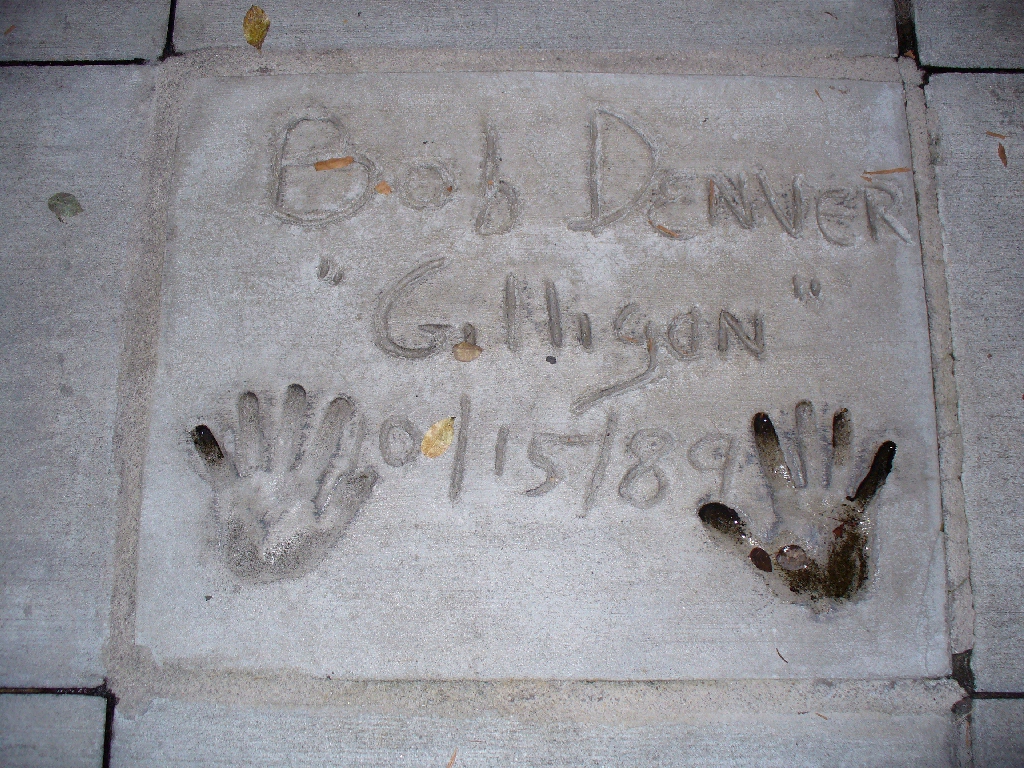 Bob DENVER
"Gilligan"
10/15/89